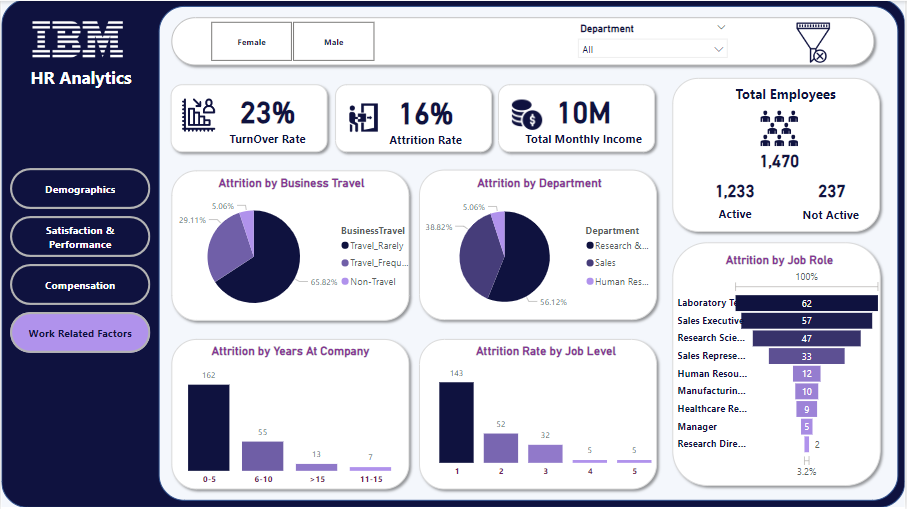 IBM
HR Analytics
Demographics
Satisfaction &
Performance
Compensation
Work Related Factors
Female
Male
Department
All
23%
TurnOver Rate
16%
Attrition Rate
10M
Total Monthly Income
Total Employees
1,470
1,233
Active
237
Not Active
Attrition by Business Travel
5.06%
29.11%
65.82%
BusinessTravel
Travel_Rarely
Travel_Frequ...
Non-Travel
Attrition by Department
5.06%
38.82%
56.12%
Department
Research &...
Sales
Human Res...
Attrition by Job Role
100%
Laboratory Te 62
Sales Executive 57
Research Scie... 47
Sales Represe... 33
Human Resou... 12
Manufacturin... 10
Healthcare Re... 9
Manager 5
Research Dire... 2
3.2%
Attrition by Years At Company
162
55
13
7
0-5
6-10
>15
11-15
Attrition Rate by Job Level
143
52
32
5
5
1
2
3
4
5